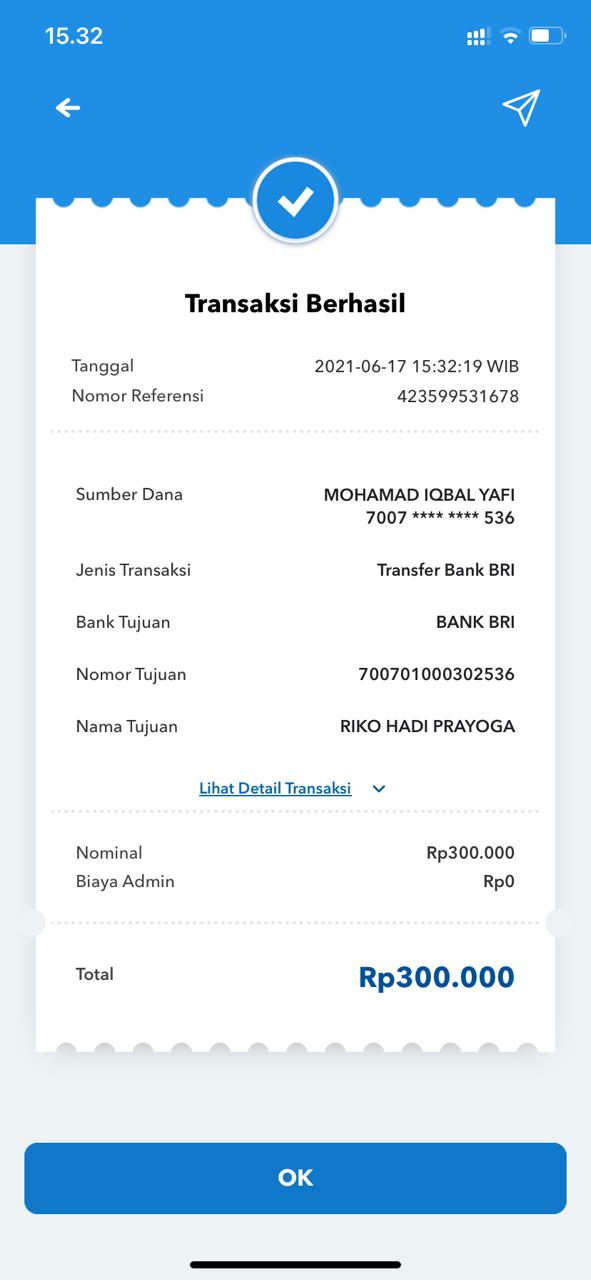 15.32
Transaksi Berhasil
Tanggal 2021-06-17 15:32:19 WIB
Nomor Referensi 423599531678
Sumber Dana MOHAMAD IQBAL YAFI
7007 **** **** 536
Jenis Transaksi Transfer Bank BRI
Bank Tujuan BANK BRI
Nomor Tujuan 700701000302536
Nama Tujuan RIKO HADI PRAYOGA
Lihat Detail Transaksi
Nominal Rp300.000
Biaya Admin Rp0
Total Rp300.000
OK